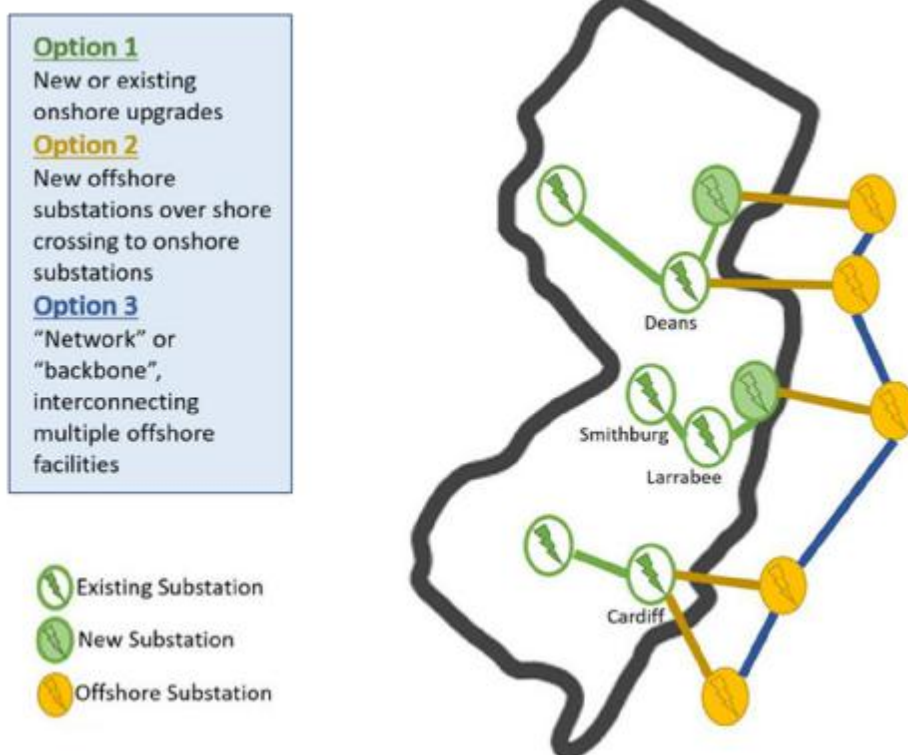 Option 1
New or existing
onshore upgrades
Option 2
New offshore
substations over shore
crossing to onshore
substations
Option 3
“Network” or
“backbone”,
interconnecting
multiple offshore
facilities
Deans
Smithburg
Larrabee
Cardiff
Existing Substation
New Substation
Offshore Substation